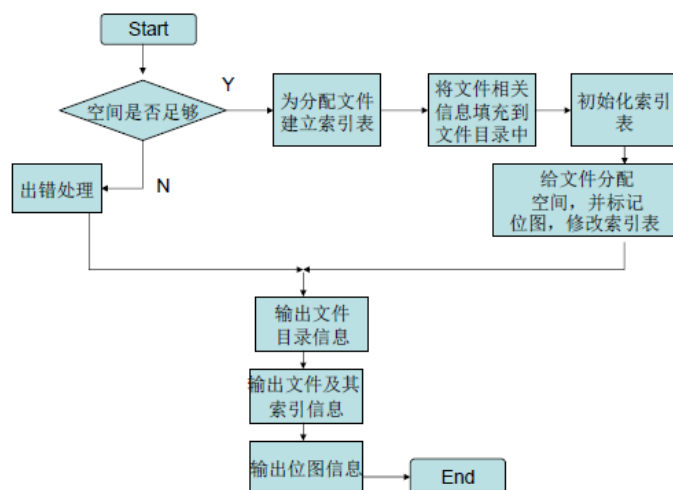 Start
Y
空间是否足够
为分配文件
建立索引表
将文件相关
信息填充到
文件目录中
初始化索引
表
N
出错处理
给文件分配
空间，并标记
位图，修改索引表
输出文件
目录信息
输出文件及其
索引信息
输出位图信息
End